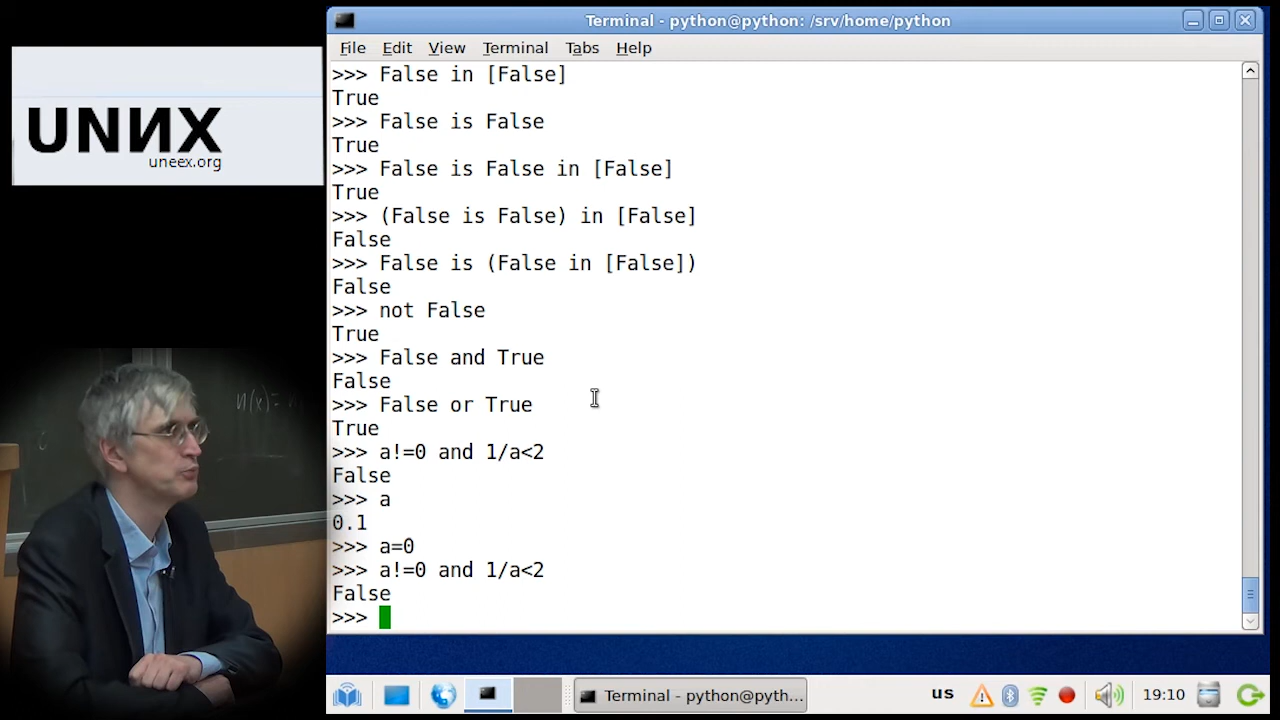 UNИX
uneex.org
Terminal - python@python: /srv/home/python
File Edit View Terminal Tabs Help
>>> False in [False]
True
>>> False is False
True
>>> False is False in [False]
True
>>> (False is False) in [False]
False
>>> False is (False in [False])
False
>>> not False
True
>>> False and True
False
>>> False or True
True
>>> a!=0 and 1/a<2
False
>>> a
0.1
>>> a=0
>>> a!=0 and 1/a<2
False
>>>
Terminal - python@pyth...
us
19:10